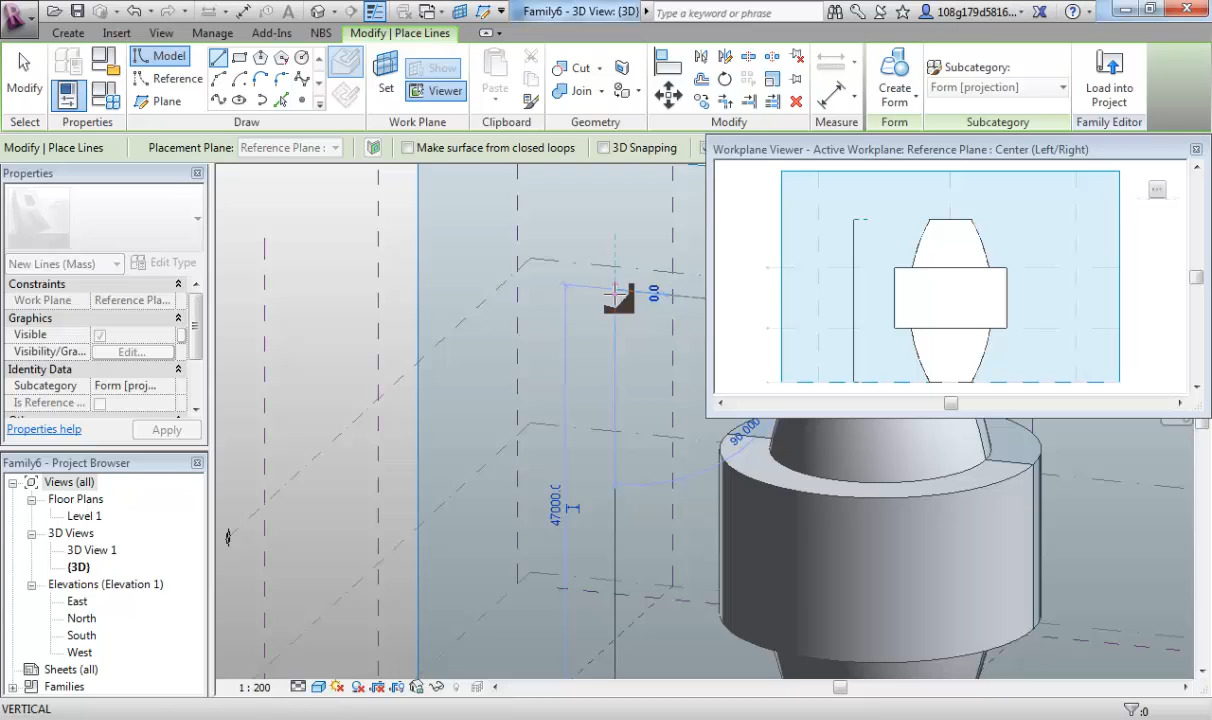 Family6 - 3D View: {3D}
Type a keyword or phrase
108g179d5816...
Create
Insert
View
Manage
Add-Ins
NBS
Modify | Place Lines
Modify
Select
Properties
Model
Reference
Plane
Draw
Set
Show
Viewer
Work Plane
Paste
Clipboard
Cut
Join
Geometry
Modify
Measure
Create
Form
Form
Subcategory:
Form [projection]
Subcategory
Load into
Project
Family Editor
Modify | Place Lines
Placement Plane:
Reference Plane :
Make surface from closed loops
3D Snapping
Workplane Viewer - Active Workplane: Reference Plane : Center (Left/Right)
Properties
New Lines (Mass)
Edit Type
Constraints
Work Plane
Reference Pla...
Graphics
Visible
Visibility/Gra...
Edit...
Identity Data
Subcategory
Form [proj...
Is Reference ...
Properties help
Apply
Family6 - Project Browser
Views (all)
Floor Plans
Level 1
3D Views
3D View 1
{3D}
Elevations (Elevation 1)
East
North
South
West
Sheets (all)
Families
0.0
90.000
47000.0
1 : 200
VERTICAL
:0